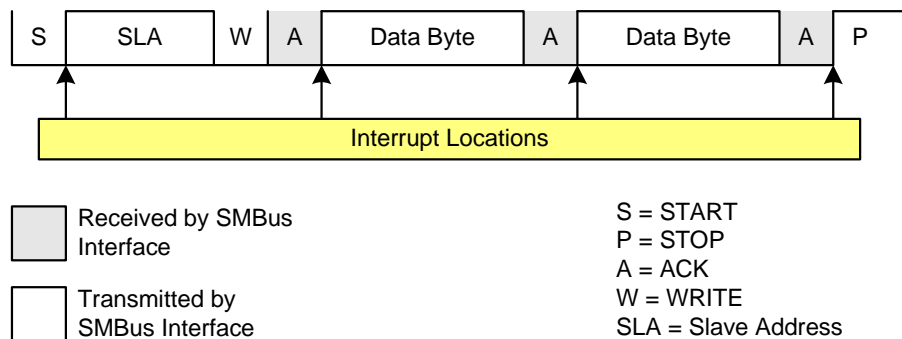 S SLA W A Data Byte A Data Byte A P
Interrupt Locations
Received by SMBus
Interface
Transmitted by
SMBus Interface
S = START
P = STOP
A = ACK
W = WRITE
SLA = Slave Address